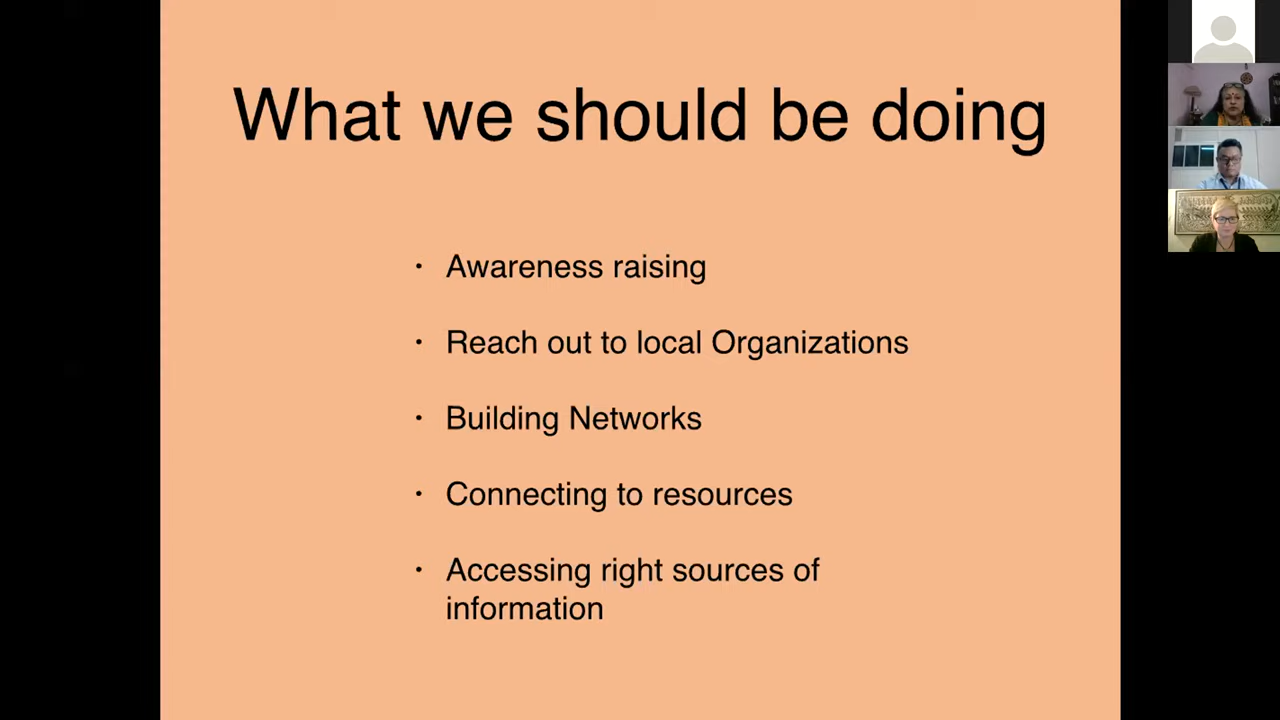 What we should be doing
· Awareness raising
· Reach out to local Organizations
· Building Networks
· Connecting to resources
· Accessing right sources of
information